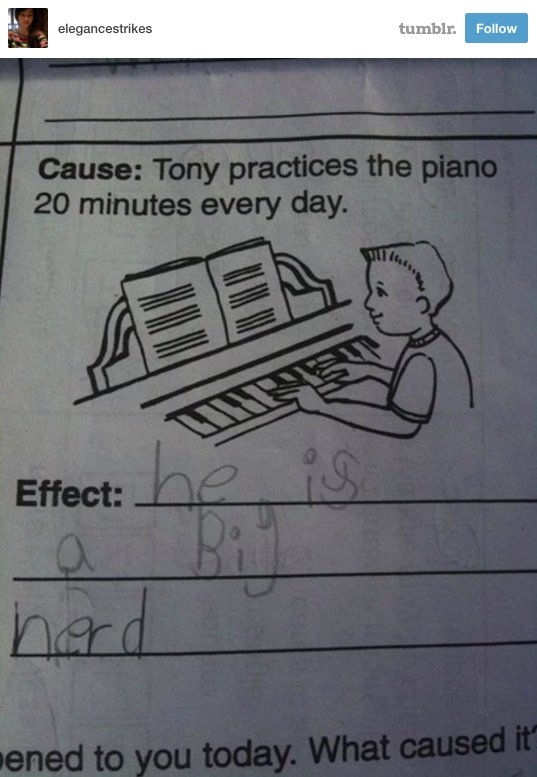 elegancestrikes
tumblr.
Follow
Cause: Tony practices the piano
20 minutes every day.
Effect: he is
a Big
nerd
ened to you today. What caused it?